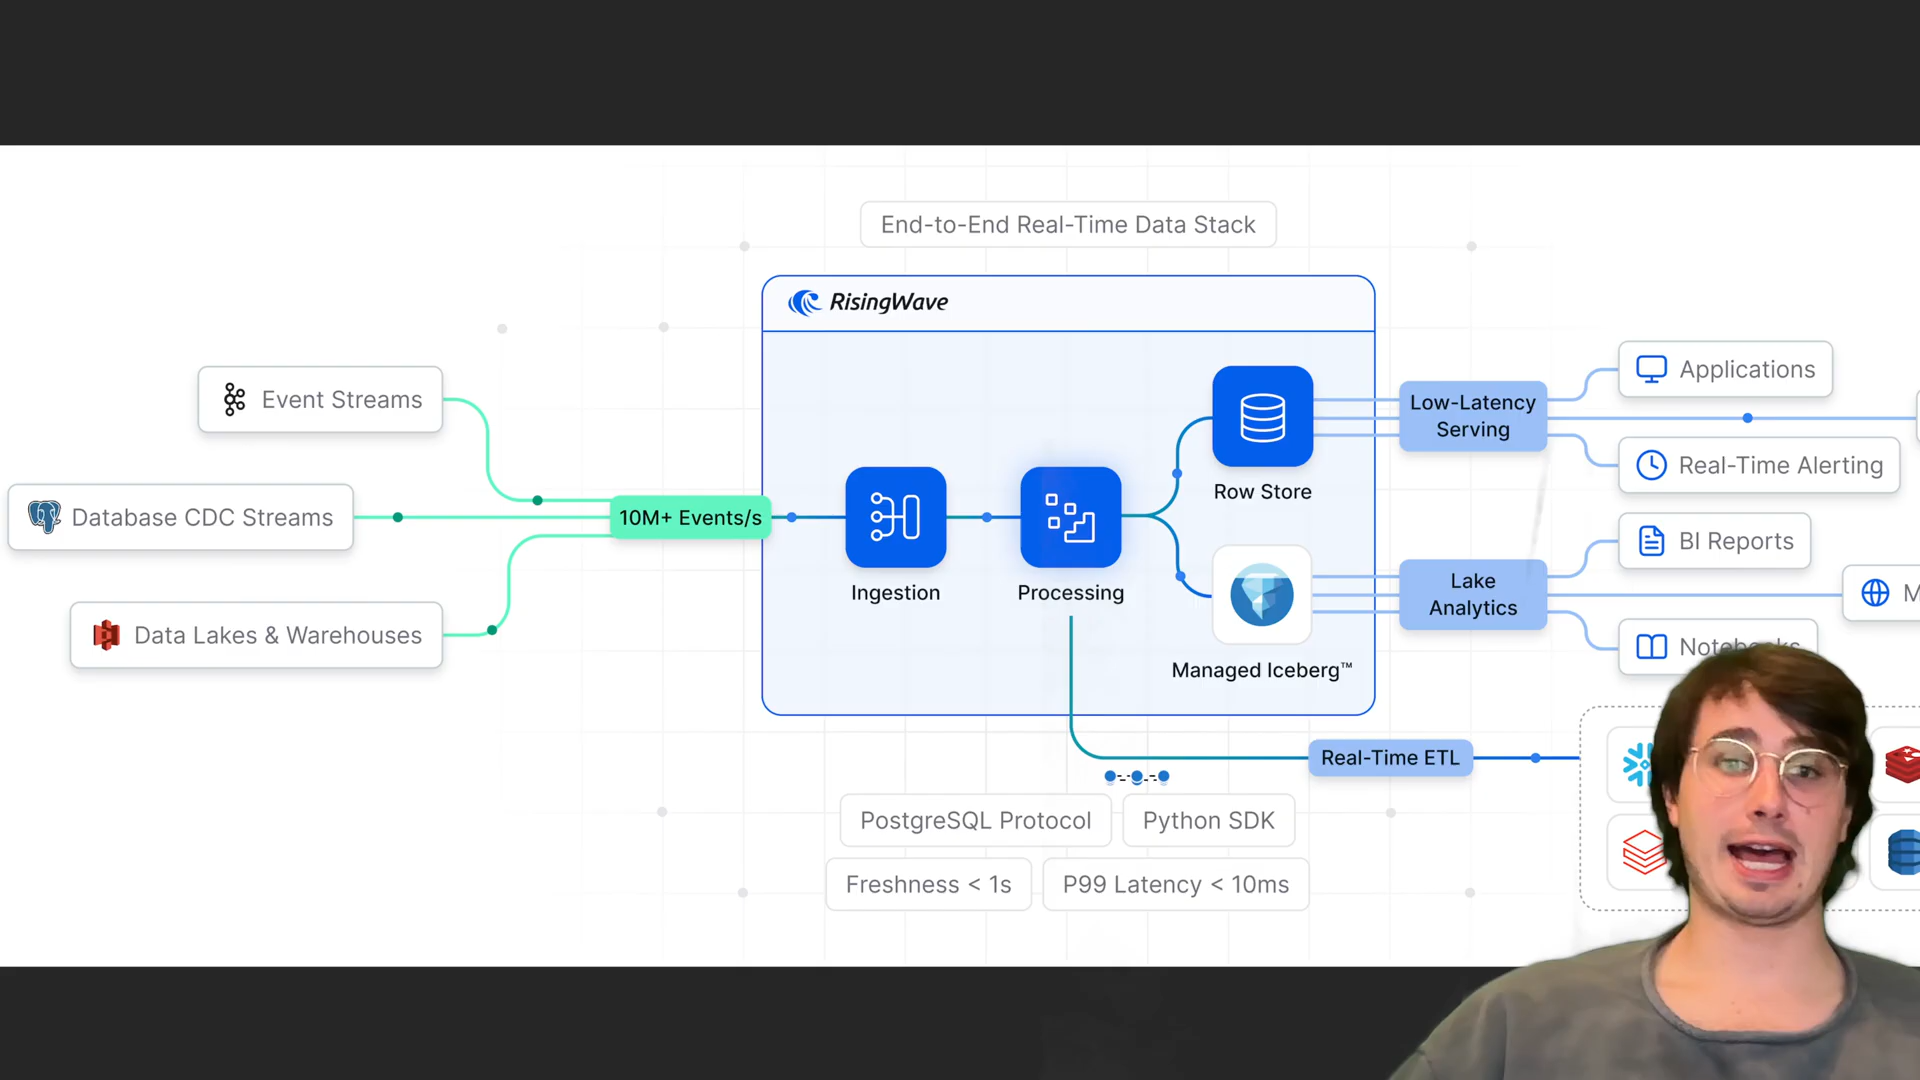 End-to-End Real-Time Data Stack
RisingWave
Event Streams
Database CDC Streams
Data Lakes & Warehouses
10M+ Events/s
Ingestion
Processing
Row Store
Managed Iceberg™
Low-Latency
Serving
Lake
Analytics
Applications
Real-Time Alerting
BI Reports
M
Notebooks
Real-Time ETL
PostgreSQL Protocol
Python SDK
Freshness < 1s
P99 Latency < 10ms